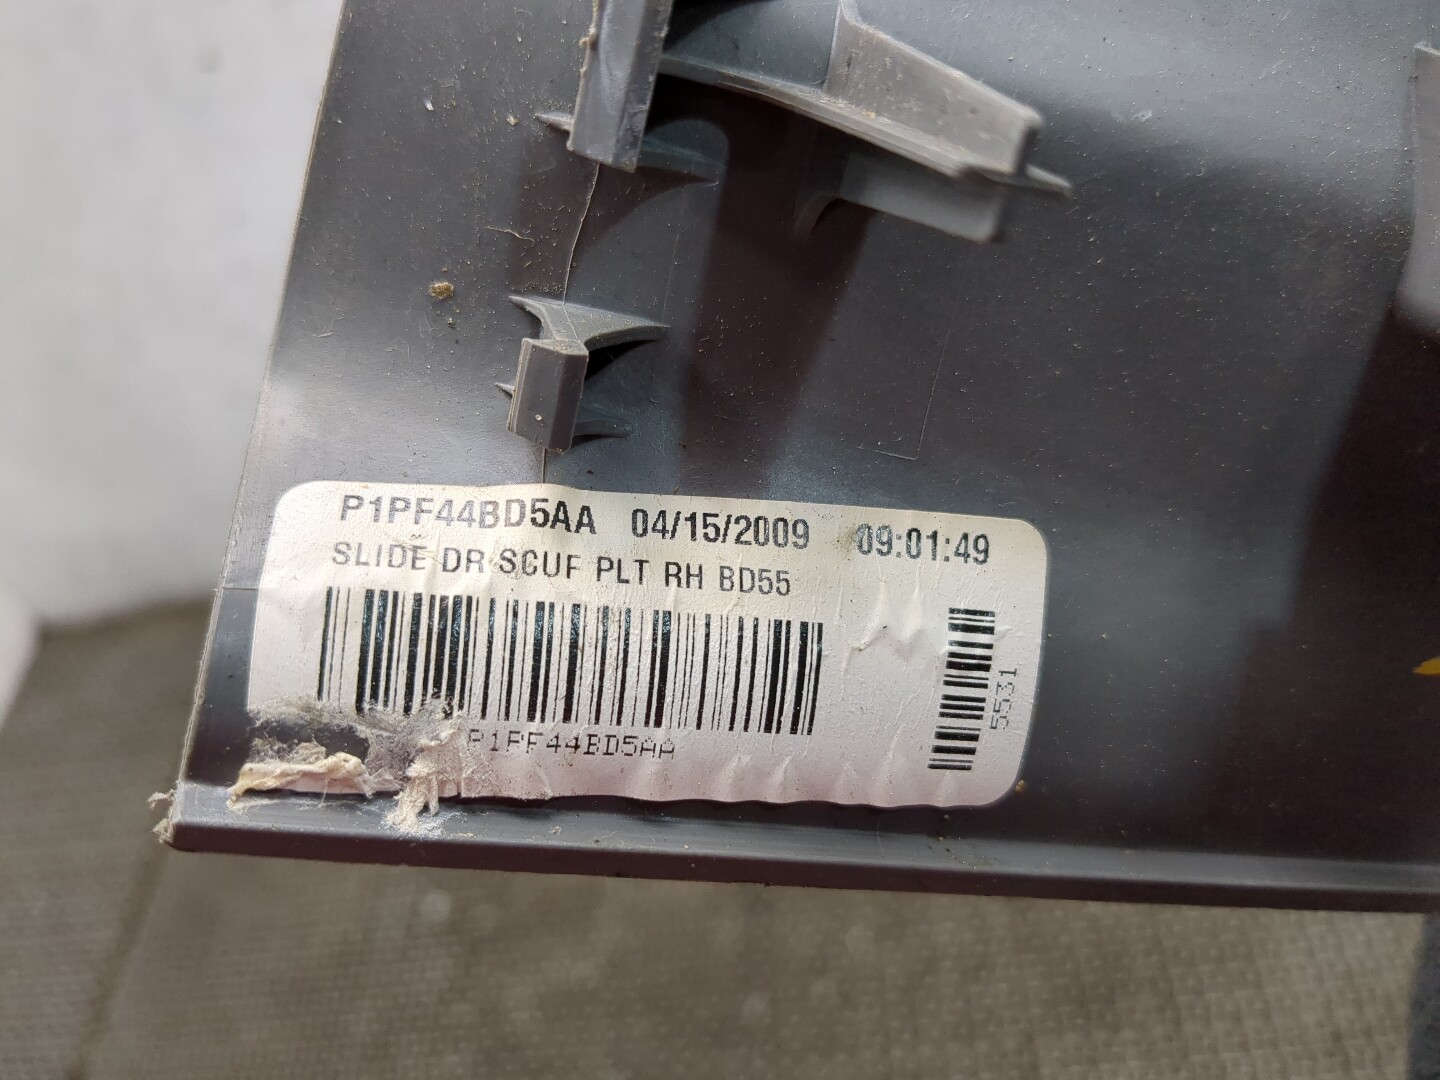 P1PF44BD5AA 04/15/2009 09:01:49
SLIDE DR SCUF PLT RH BD55
P1PF44BD5AA
5531